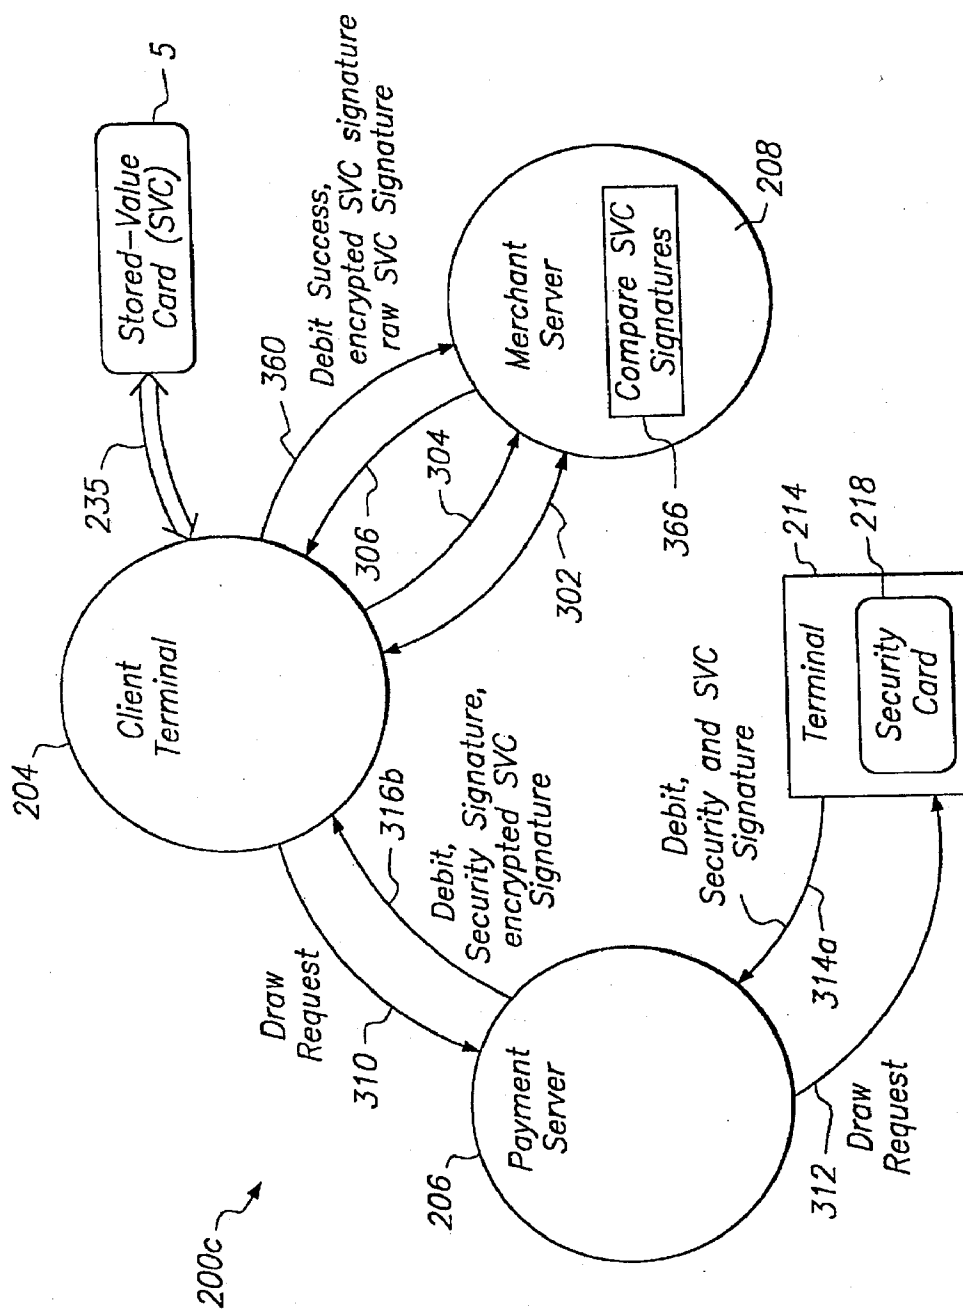 200c
206
Payment
Server
Draw
Request
310
312
Draw
Request
204
Client
Terminal
316b
Debit,
Security Signature,
encrypted SVC
Signature
Debit,
Security and SVC
Signature
314a
Terminal
214
Security
Card
218
235
Stored-Value
Card (SVC)
5
360
Debit Success,
encrypted SVC signature
raw SVC Signature
306
304
302
Merchant
Server
Compare SVC
Signatures
366
208